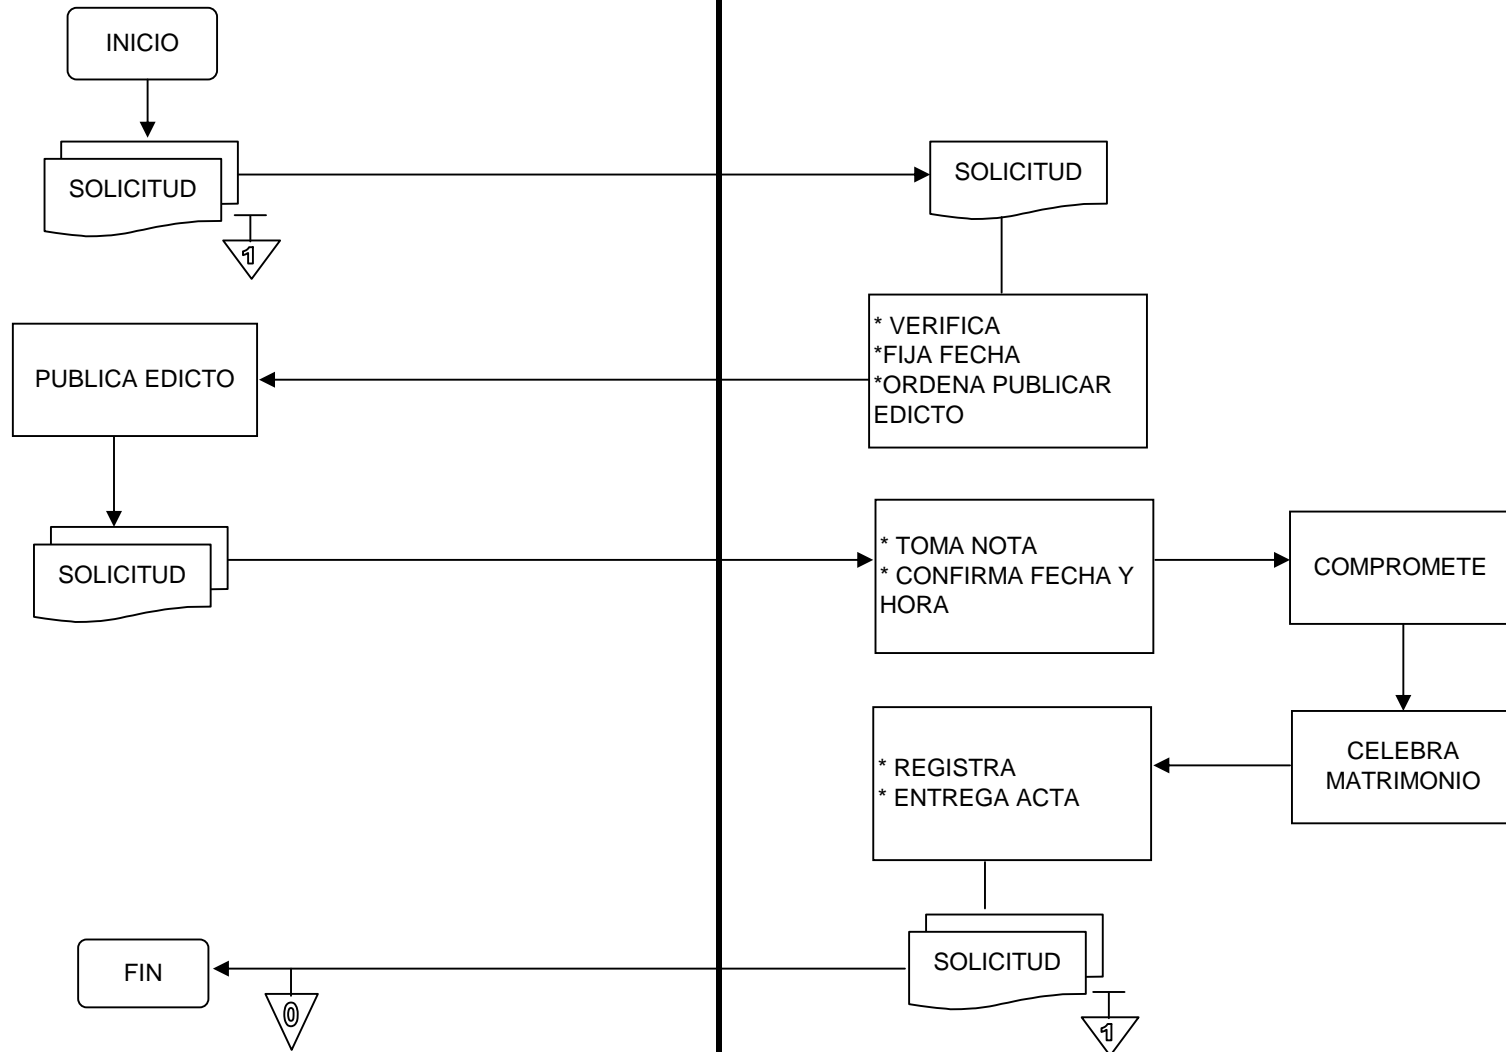 INICIO
SOLICITUD
1
SOLICITUD
* VERIFICA
*FIJA FECHA
*ORDENA PUBLICAR
EDICTO
PUBLICA EDICTO
SOLICITUD
* TOMA NOTA
* CONFIRMA FECHA Y
HORA
COMPROMETE
CELEBRA
MATRIMONIO
* REGISTRA
* ENTREGA ACTA
SOLICITUD
1
0
FIN